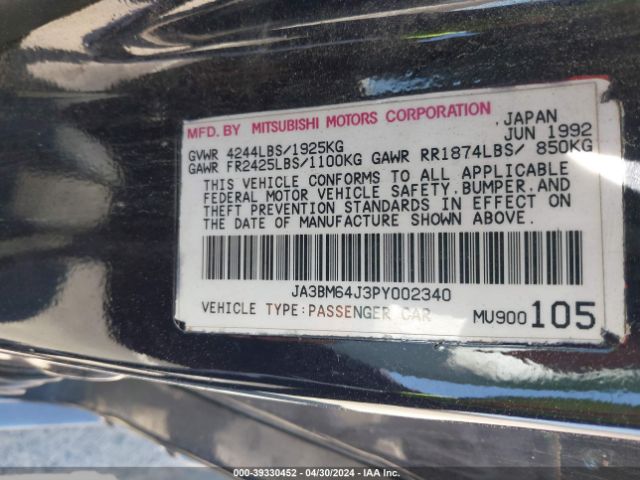 MFD. BY MITSUBISHI MOTORS CORPORATION JAPAN
JUN 1992
GVWR 4244LBS/1925KG
GAWR FR2425LBS/1100KG GAWR RR1874LBS/ 850KG
THIS VEHICLE CONFORMS TO ALL APPLICABLE
FEDERAL MOTOR VEHICLE SAFETY, BUMPER, AND
THEFT PREVENTION STANDARDS IN EFFECT ON
THE DATE OF MANUFACTURE SHOWN ABOVE.
JA3BM64J3PY002340
VEHICLE TYPE:PASSENGER CAR MU900 105
000-39330452 - 04/30/2024 - IAA Inc.